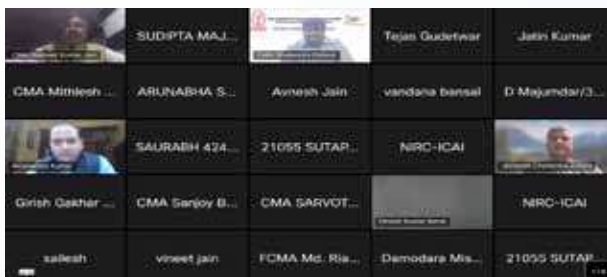 SUDIPTA MAJ...
Tejas Gudetwar
Jatin Kumar
CMA Mithlesh ...
ARUNABHA S...
Avnesh Jain
vandana bansal
D Majumdar/3...
SAURABH 424...
21055 SUTAP...
NIRC-ICAI
Girish Gakhar ...
CMA Sanjoy B...
CMA SARVOT...
NIRC-ICAI
sailesh
vineet jain
FCMA Md. Ria...
Damodara Mis...
21055 SUTAP...